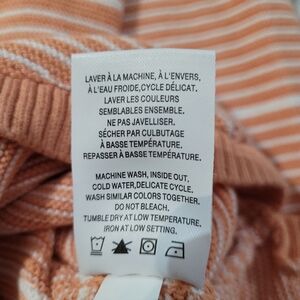 LAVER À LA MACHINE, À L'ENVERS,
À L'EAU FROIDE,CYCLE DÉLICAT.
LAVER LES COULEURS
SEMBLABLES ENSEMBLE.
NE PAS JAVELLISER.
SÉCHER PAR CULBUTAGE
À BASSE TEMPÉRATURE.
REPASSER À BASSE TEMPÉRATURE.
MACHINE WASH, INSIDE OUT,
COLD WATER,DELICATE CYCLE.
WASH SIMILAR COLORS TOGETHER.
DO NOT BLEACH.
TUMBLE DRY AT LOW TEMPERATURE.
IRON AT LOW SETTING.